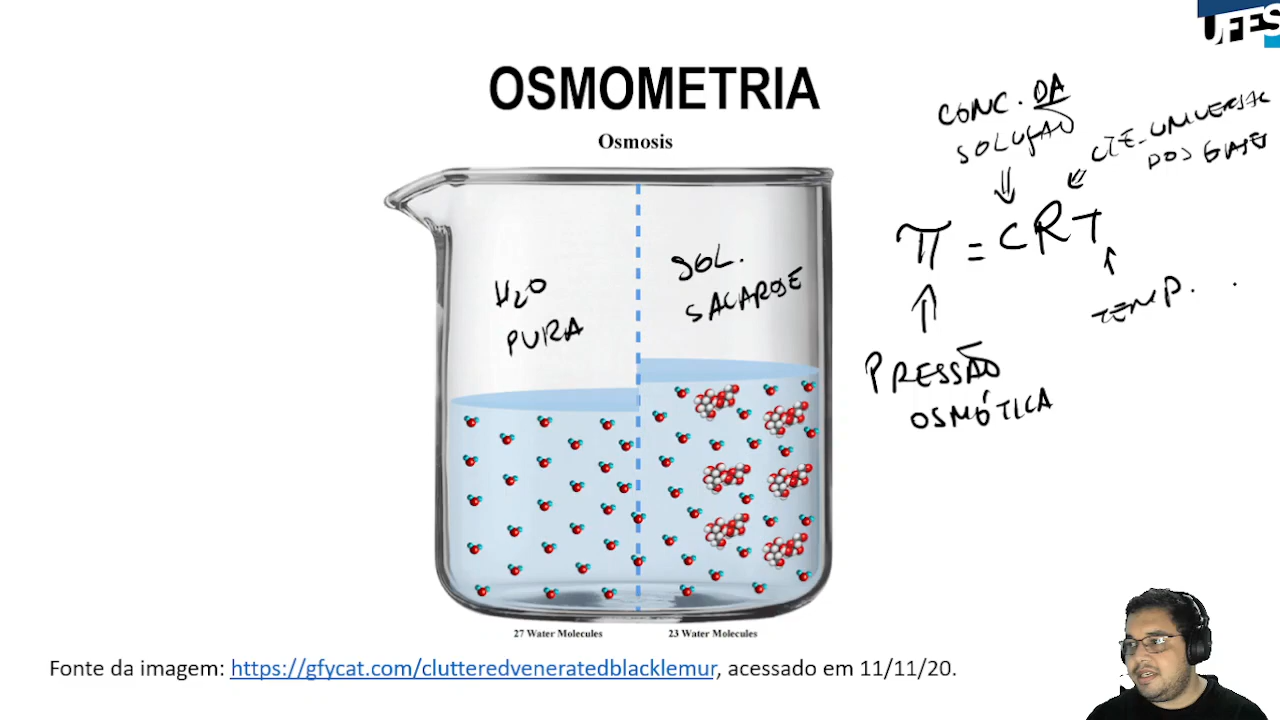 UFES
OSMOMETRIA
Osmosis
CONC. DA
SOLUÇÃO
CTE. UNIVERSAL
DOS GASES
π = CRT
TEMP.
PRESSÃO
OSMÓTICA
H2O
PURA
SOL.
SACAROSE
27 Water Molecules
23 Water Molecules
Fonte da imagem: https://gfycat.com/clutteredveneratedblacklemur, acessado em 11/11/20.